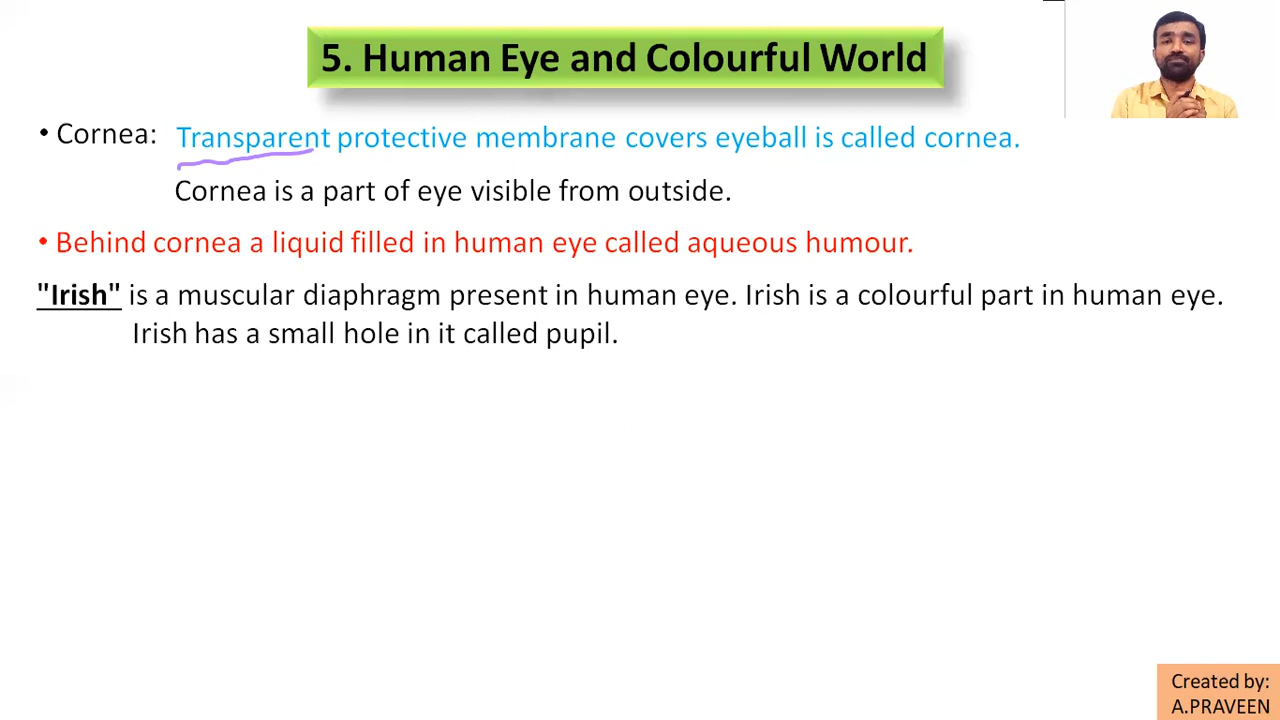 5. Human Eye and Colourful World
• Cornea: Transparent protective membrane covers eyeball is called cornea.
Cornea is a part of eye visible from outside.
• Behind cornea a liquid filled in human eye called aqueous humour.
"Irish" is a muscular diaphragm present in human eye. Irish is a colourful part in human eye.
Irish has a small hole in it called pupil.
Created by:
A.PRAVEEN